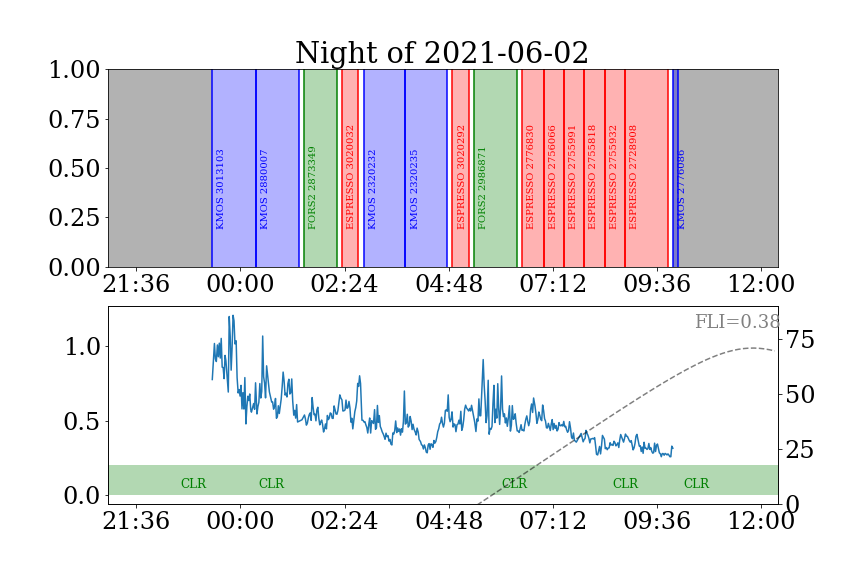 Night of 2021-06-02
1.00
0.75
0.50
0.25
0.00
KMOS 3013103
KMOS 2880007
FORS2 2873349
ESPRESSO 3020032
KMOS 2320232
KMOS 2320235
ESPRESSO 3020292
FORS2 2986871
ESPRESSO 2776830
ESPRESSO 2756066
ESPRESSO 2755991
ESPRESSO 2755818
ESPRESSO 2755932
ESPRESSO 2728908
KMOS 2776086
21:36 00:00 02:24 04:48 07:12 09:36 12:00
FLI=0.38
1.0
0.5
0.0
75
50
25
0
CLR CLR CLR CLR CLR
21:36 00:00 02:24 04:48 07:12 09:36 12:00